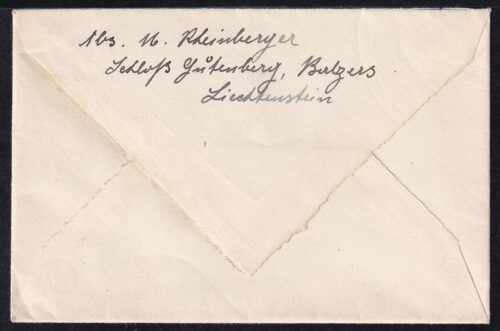 Abs. M. Rheinberger
Schloß Gutenberg, Balzers
Liechtenstein